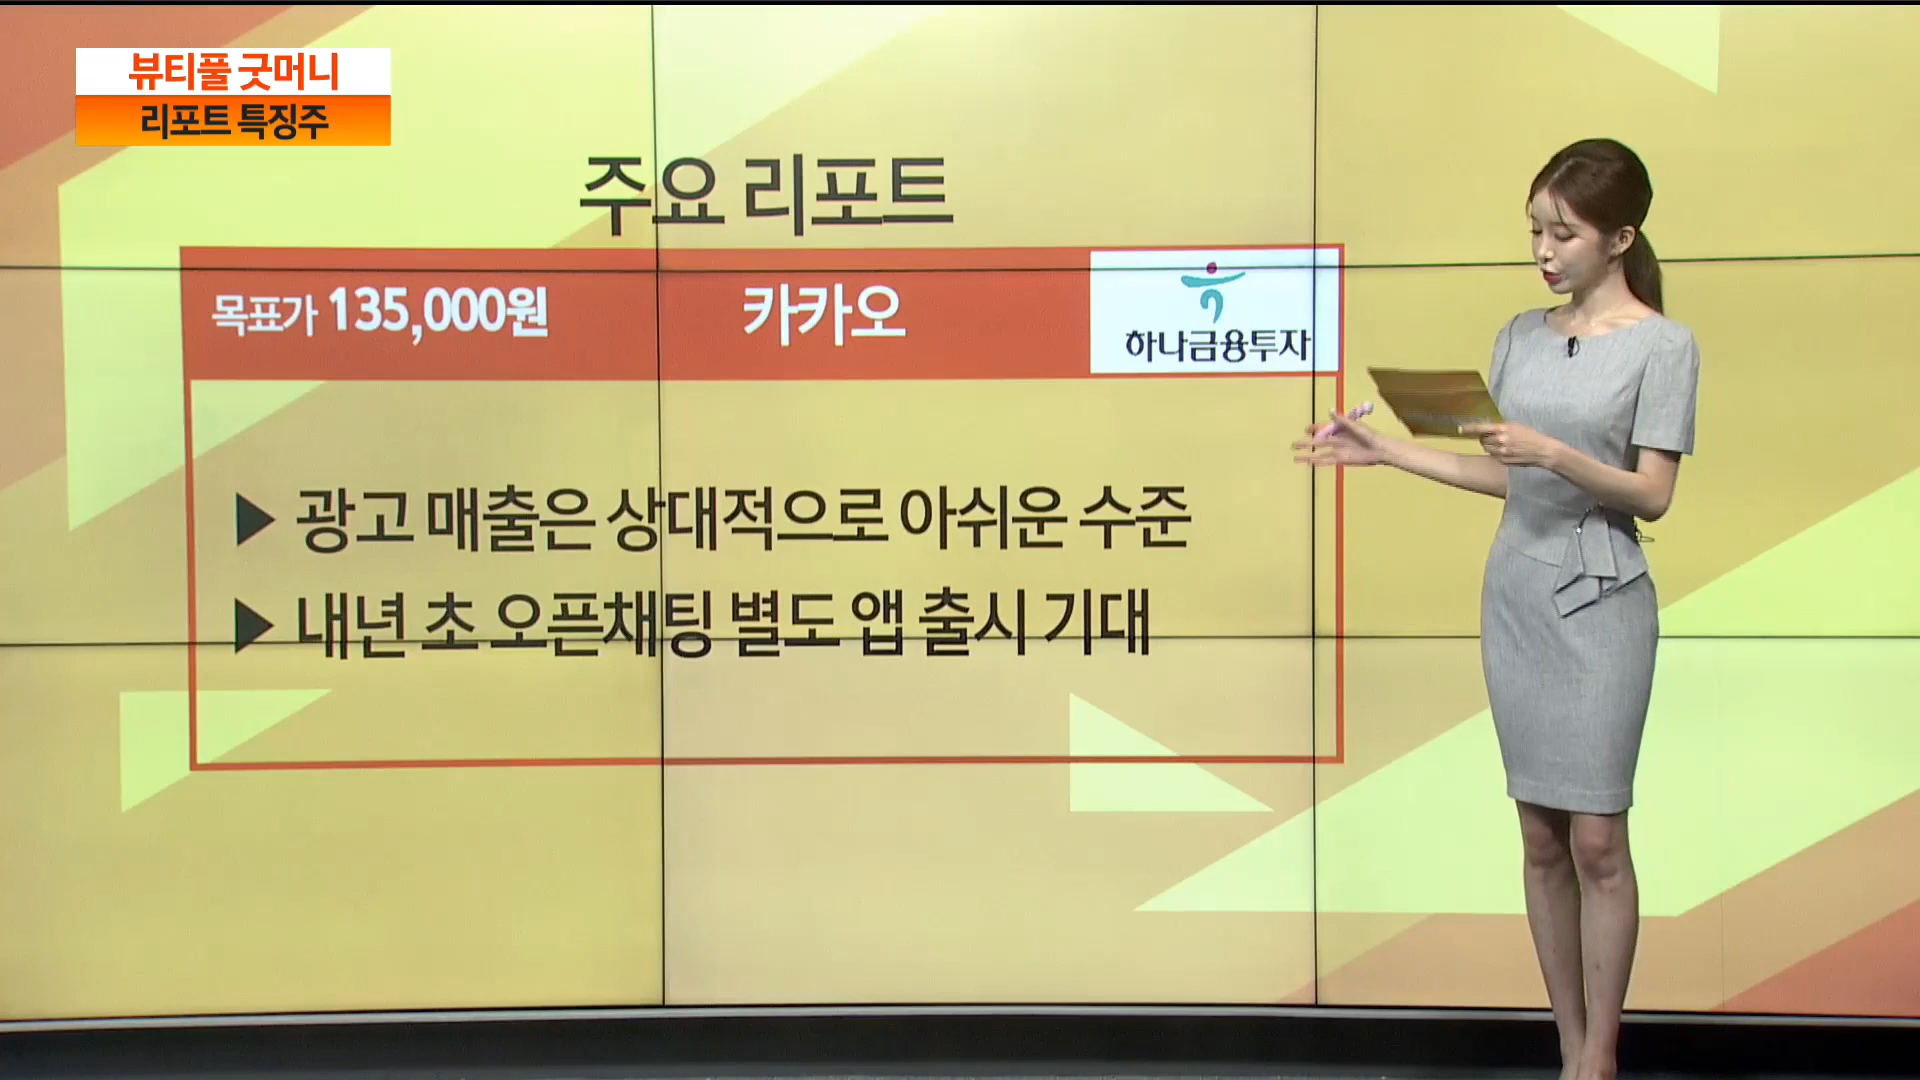 뷰티풀 굿머니
리포트 특징주
주요 리포트
목표가 135,000원
카카오
하나금융투자
▶ 광고 매출은 상대적으로 아쉬운 수준
▶ 내년 초 오픈채팅 별도 앱 출시 기대